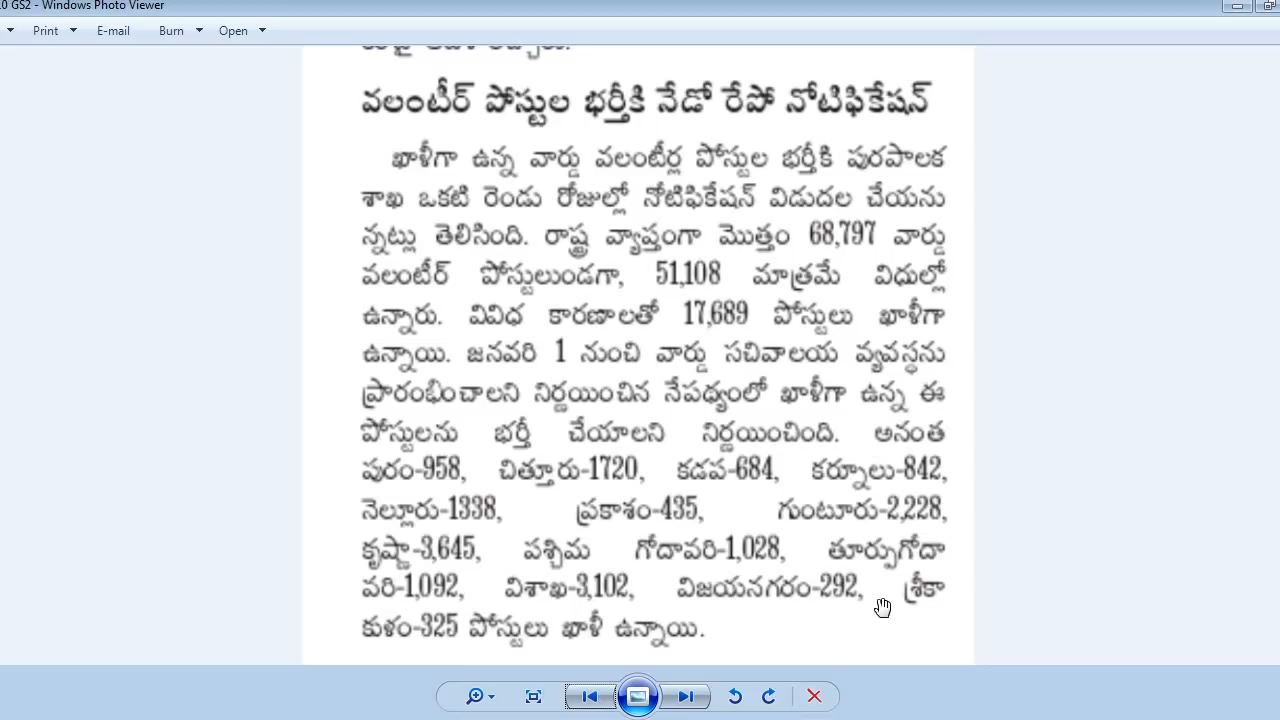 10 GS2 - Windows Photo Viewer
Print E-mail Burn Open
వలంటీర్ పోస్టుల భర్తీకి నేడో రేపో నోటిఫికేషన్
ఖాళీగా ఉన్న వార్డు వలంటీర్ల పోస్టుల భర్తీకి పురపాలక
శాఖ ఒకటి రెండు రోజుల్లో నోటిఫికేషన్ విడుదల చేయను
న్నట్లు తెలిసింది. రాష్ట్ర వ్యాప్తంగా మొత్తం 68,797 వార్డు
వలంటీర్ పోస్టులుండగా, 51,108 మాత్రమే విధుల్లో
ఉన్నారు. వివిధ కారణాలతో 17,689 పోస్టులు ఖాళీగా
ఉన్నాయి. జనవరి 1 నుంచి వార్డు సచివాలయ వ్యవస్థను
ప్రారంభించాలని నిర్ణయించిన నేపథ్యంలో ఖాళీగా ఉన్న ఈ
పోస్టులను భర్తీ చేయాలని నిర్ణయించింది. అనంత
పురం-958, చిత్తూరు-1720, కడప-684, కర్నూలు-842,
నెల్లూరు-1338, ప్రకాశం-435, గుంటూరు-2,228,
కృష్ణా-3,645, పశ్చిమ గోదావరి-1,028, తూర్పుగోదా
వరి-1,092, విశాఖ-3,102, విజయనగరం-292, శ్రీకా
కుళం-325 పోస్టులు ఖాళీ ఉన్నాయి.